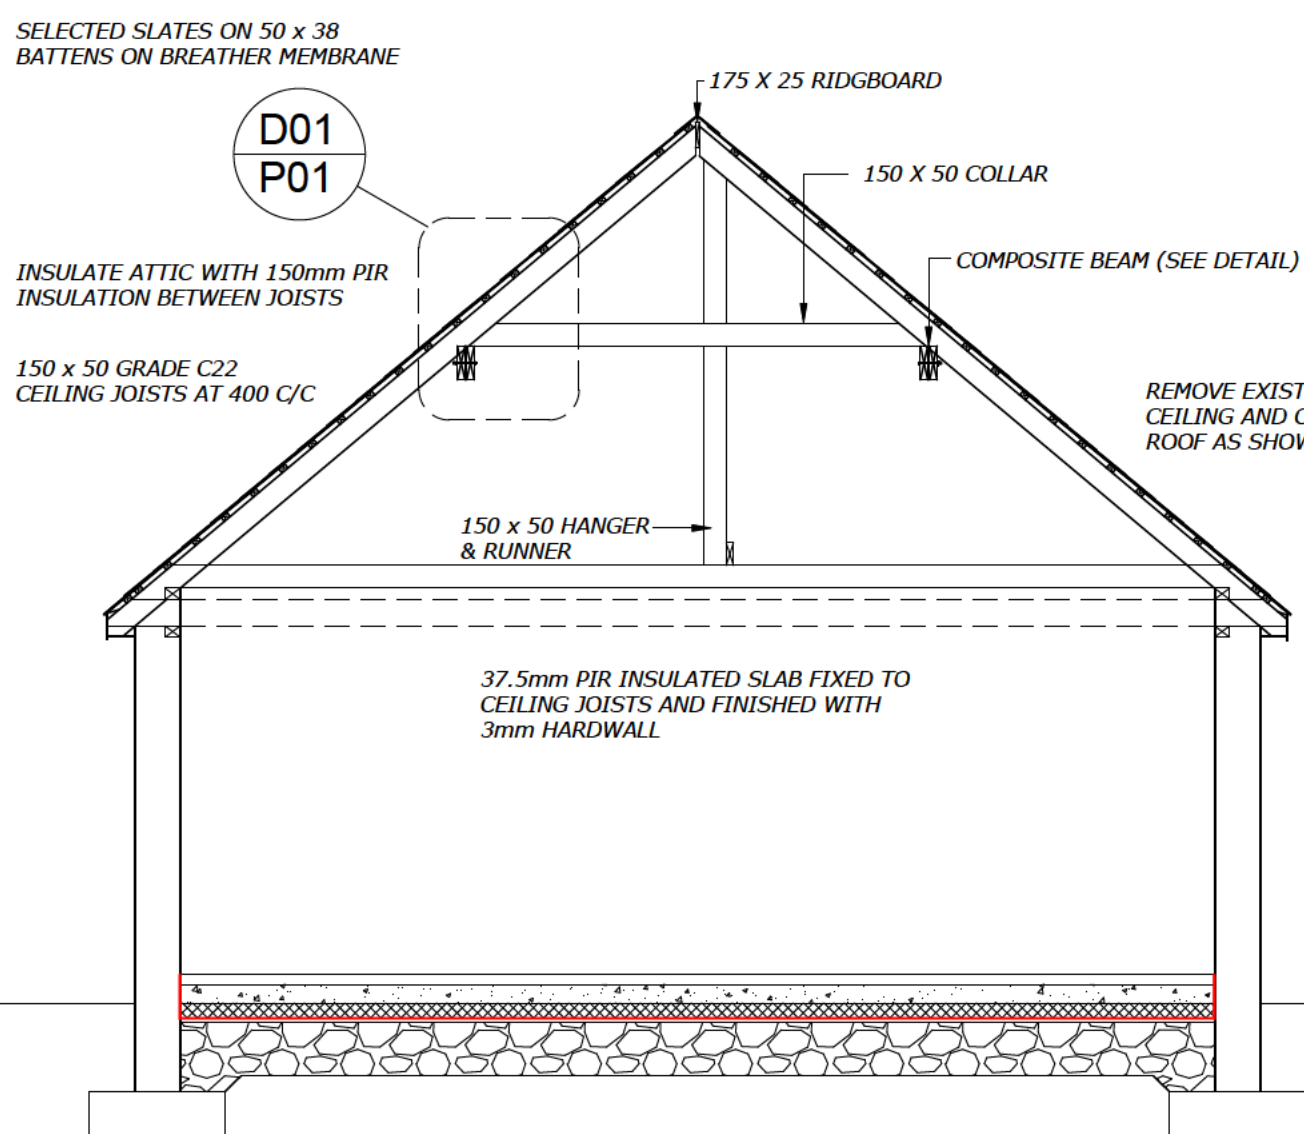 SELECTED SLATES ON 50 x 38
BATTENS ON BREATHER MEMBRANE
175 X 25 RIDGBOARD
D01
P01
150 X 50 COLLAR
COMPOSITE BEAM (SEE DETAIL)
INSULATE ATTIC WITH 150mm PIR
INSULATION BETWEEN JOISTS
150 x 50 GRADE C22
CEILING JOISTS AT 400 C/C
REMOVE EXIST
CEILING AND
ROOF AS SHOW
150 x 50 HANGER
& RUNNER
37.5mm PIR INSULATED SLAB FIXED TO
CEILING JOISTS AND FINISHED WITH
3mm HARDWALL